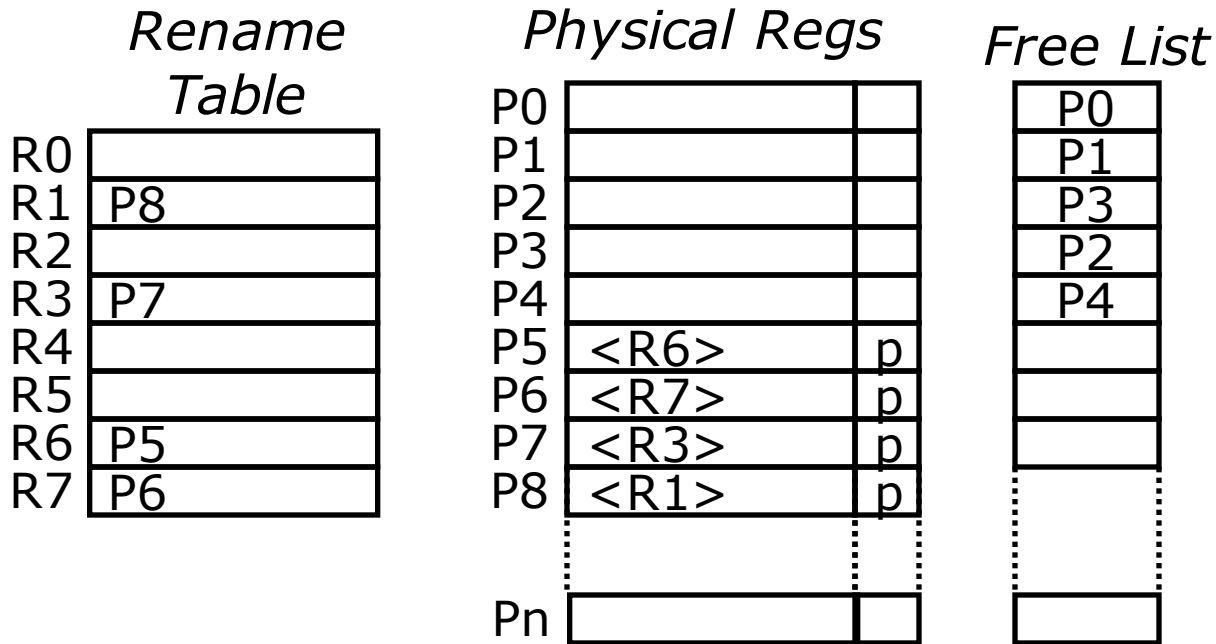 Rename
Table
R0
R1 P8
R2
R3 P7
R4
R5
R6 P5
R7 P6
Physical Regs
P0
P1
P2
P3
P4
P5 <R6> p
P6 <R7> p
P7 <R3> p
P8 <R1> p
Pn
Free List
P0
P1
P3
P2
P4